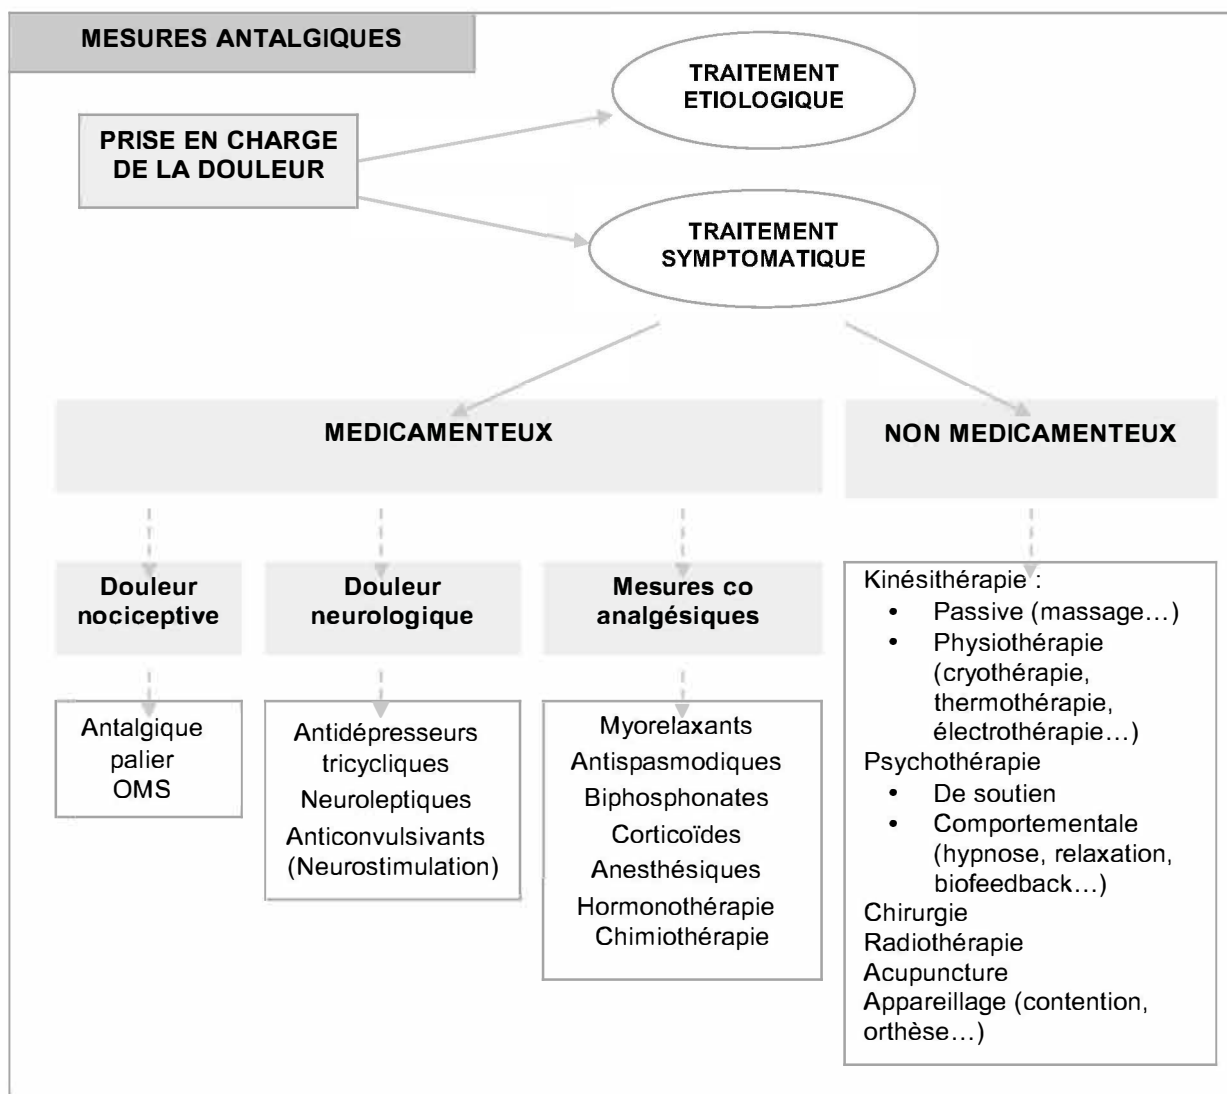 MESURES ANTALGIQUES
TRAITEMENT
ETIOLOGIQUE
PRISE EN CHARGE
DE LA DOULEUR
TRAITEMENT
SYMPTOMATIQUE
MEDICAMENTEUX
NON MEDICAMENTEUX
Douleur
nociceptive
Douleur
neurologique
Mesures co
analgésiques
Antalgique
palier
OMS
Antidépresseurs
tricycliques
Neuroleptiques
Anticonvulsivants
(Neurostimulation)
Myorelaxants
Antispasmodiques
Biphosphonates
Corticoïdes
Anesthésiques
Hormonothérapie
Chimiothérapie
Kinésithérapie :
• Passive (massage…)
• Physiothérapie
(cryothérapie,
thermothérapie,
électrothérapie…)
Psychothérapie
• De soutien
• Comportementale
(hypnose, relaxation,
biofeedback…)
Chirurgie
Radiothérapie
Acupuncture
Appareillage (contention,
orthèse…)